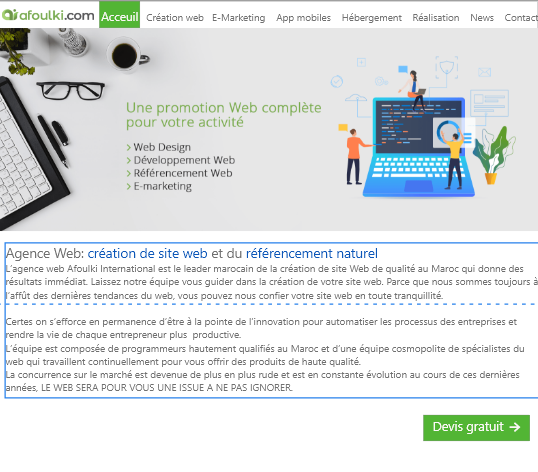 afoulki.com
Acceuil
Création web
E-Marketing
App mobiles
Hébergement
Réalisation
News
Contact
Une promotion Web complète
pour votre activité
> Web Design
> Développement Web
> Référencement Web
> E-marketing
Agence Web: création de site web et du référencement naturel
L'agence web Afoulki International est le leader marocain de la création de site Web de qualité au Maroc qui donne des
résultats immédiat. Laissez notre équipe vous guider dans la création de votre site web. Parce que nous sommes toujours à
l'affût des dernières tendances du web, vous pouvez nous confier votre site web en toute tranquillité.
Certes on s'efforce en permanence d'être à la pointe de l'innovation pour automatiser les processus des entreprises et
rendre la vie de chaque entrepreneur plus productive.
L'équipe est composée de programmeurs hautement qualifiés au Maroc et d'une équipe cosmopolite de spécialistes du
web qui travaillent continuellement pour vous offrir des produits de haute qualité.
La concurrence sur le marché est devenue de plus en plus rude et est en constante évolution au cours de ces dernières
années, LE WEB SERA POUR VOUS UNE ISSUE A NE PAS IGNORER.
Devis gratuit →